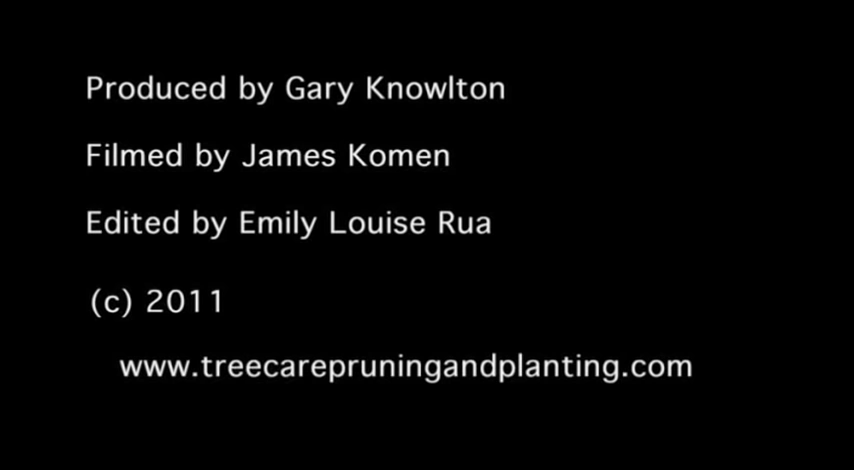 Produced by Gary Knowlton
Filmed by James Komen
Edited by Emily Louise Rua
(c) 2011
www.treecarepruningandplanting.com